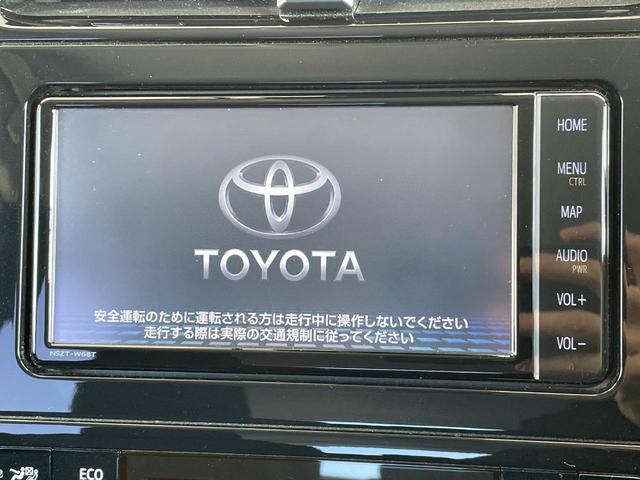 TOYOTA
安全運転のために運転される方は走行中に操作しないでください
走行する際は実際の交通規制に従ってください
NSZT-W68T
HOME
MENU
CTRL
MAP
AUDIO
PWR
VOL+
VOL-
ECO